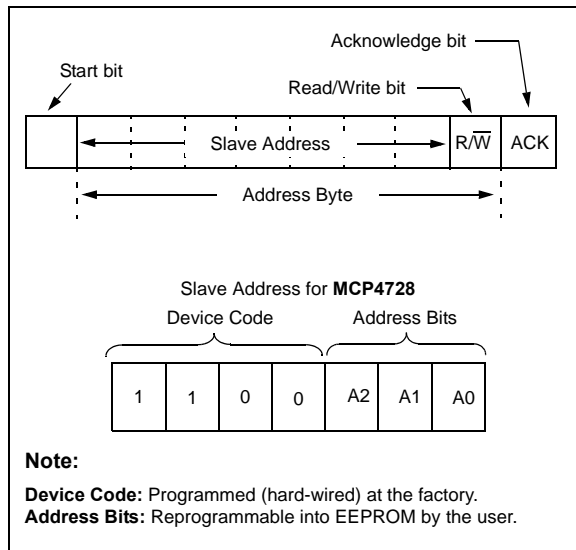 Acknowledge bit
Start bit
Read/Write bit
Slave Address
R/W̅
ACK
Address Byte
Slave Address for MCP4728
Device Code
Address Bits
1 1 0 0 A2 A1 A0
Note:
Device Code: Programmed (hard-wired) at the factory.
Address Bits: Reprogrammable into EEPROM by the user.